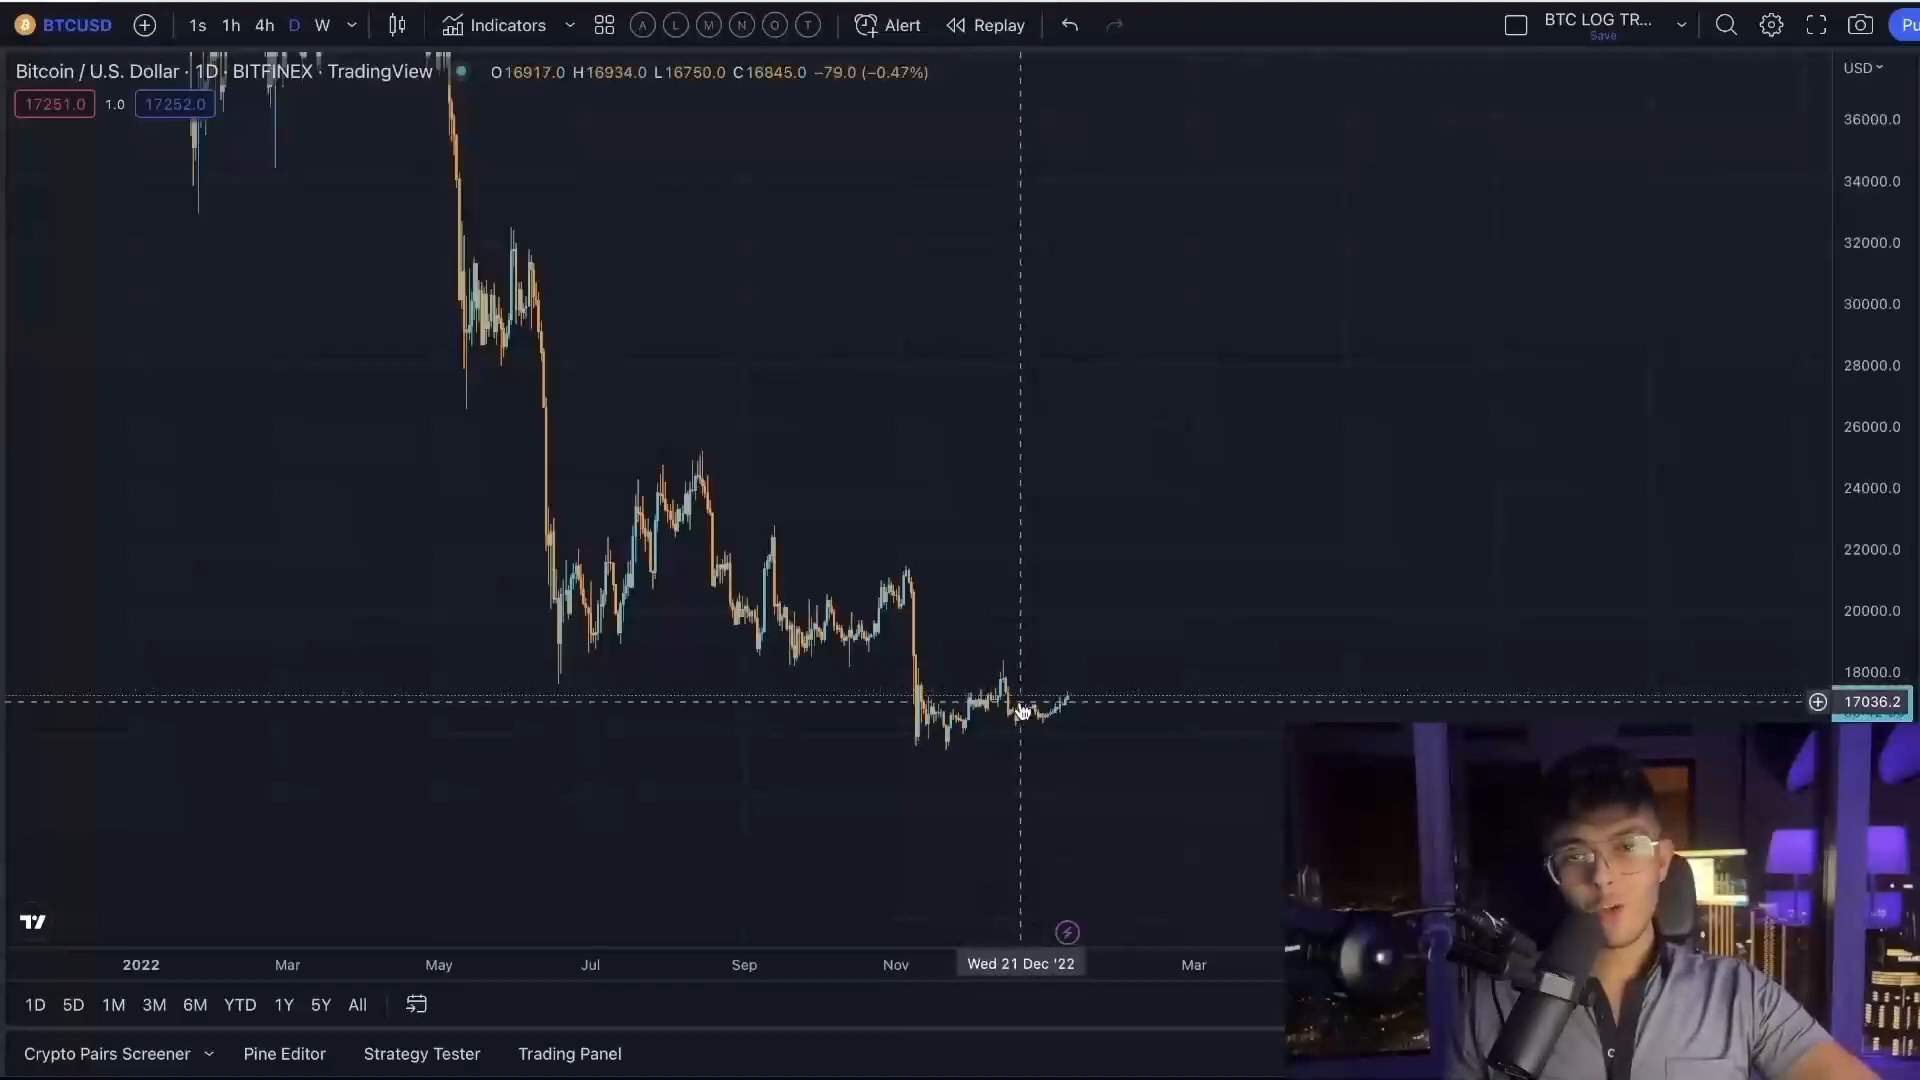 BTCUSD 1s 1h 4h D W Indicators A L M N O T Alert Replay BTC LOG TR... Save Pu
Bitcoin / U.S. Dollar · 1D · BITFINEX · TradingView O16917.0 H16934.0 L16750.0 C16845.0 −79.0 (−0.47%) USD
17251.0 1.0 17252.0
36000.0
34000.0
32000.0
30000.0
28000.0
26000.0
24000.0
22000.0
20000.0
18000.0
17036.2
2022 Mar May Jul Sep Nov Wed 21 Dec '22 Mar
1D 5D 1M 3M 6M YTD 1Y 5Y All
Crypto Pairs Screener Pine Editor Strategy Tester Trading Panel